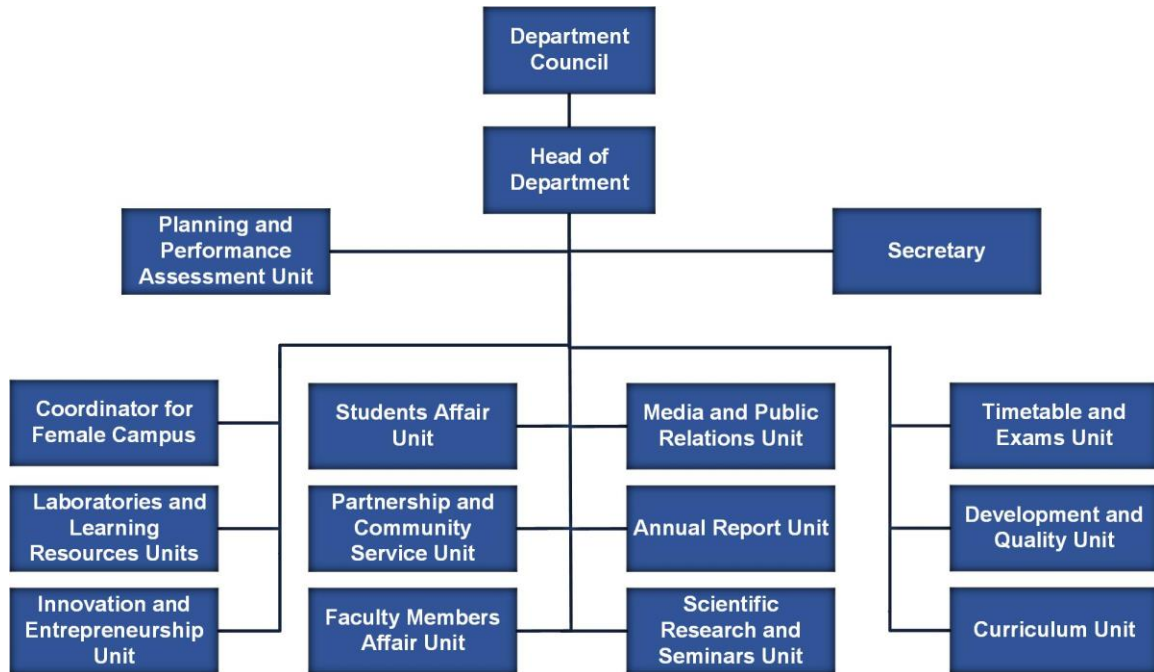 Department
Council
Head of
Department
Planning and
Performance
Assessment Unit
Secretary
Coordinator for
Female Campus
Students Affair
Unit
Media and Public
Relations Unit
Timetable and
Exams Unit
Laboratories and
Learning
Resources Units
Partnership and
Community
Service Unit
Annual Report Unit
Development and
Quality Unit
Innovation and
Entrepreneurship
Unit
Faculty Members
Affair Unit
Scientific
Research and
Seminars Unit
Curriculum Unit